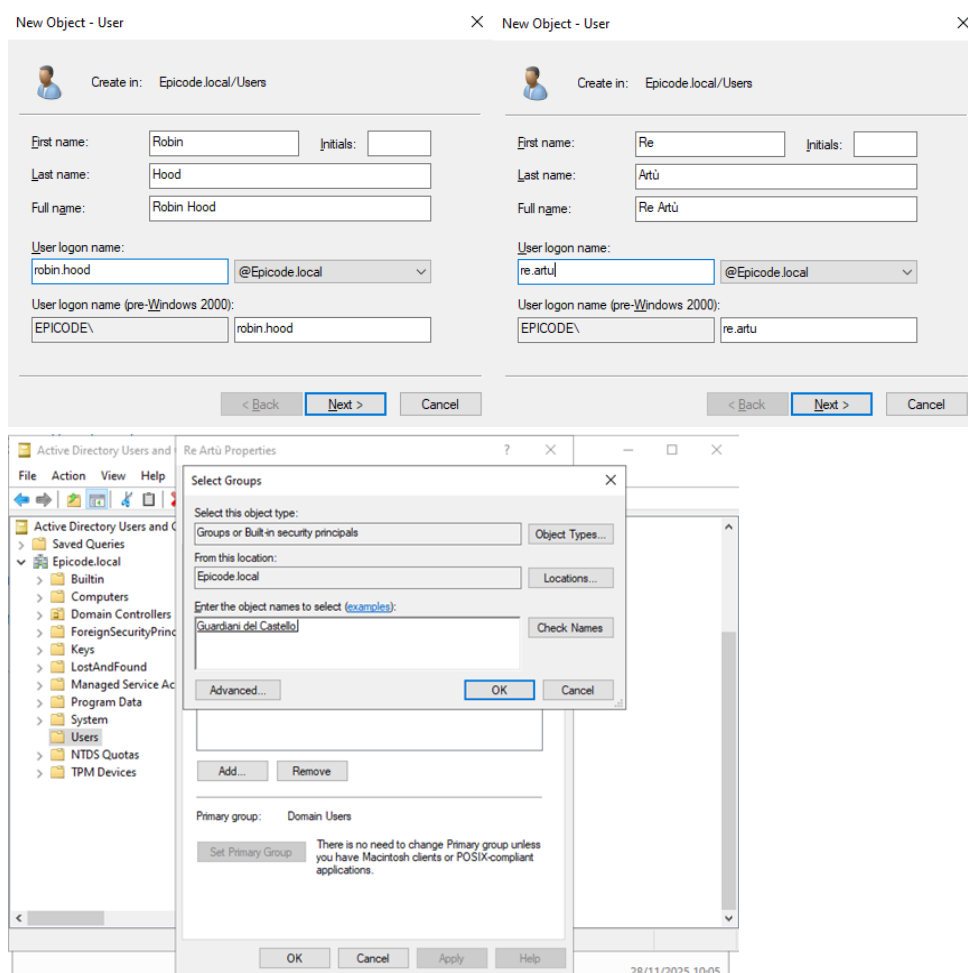 New Object - User
Create in: Epicode.local/Users
First name: Robin Initials:
Last name: Hood
Full name: Robin Hood
User logon name:
robin.hood @Epicode.local
User logon name (pre-Windows 2000):
EPICODE\ robin.hood
< Back Next > Cancel
New Object - User
Create in: Epicode.local/Users
First name: Re Initials:
Last name: Artù
Full name: Re Artù
User logon name:
re.artu @Epicode.local
User logon name (pre-Windows 2000):
EPICODE\ re.artu
< Back Next > Cancel
Active Directory Users and
File Action View Help
Active Directory Users and C
Saved Queries
Epicode.local
Builtin
Computers
Domain Controllers
ForeignSecurityPrinc
Keys
LostAndFound
Managed Service Ac
Program Data
System
Users
NTDS Quotas
TPM Devices
Re Artù Properties ?
Select Groups
Select this object type:
Groups or Built-in security principals Object Types...
From this location:
Epicode.local Locations...
Enter the object names to select (examples):
Guardiani del Castello Check Names
Advanced... OK Cancel
Add... Remove
Primary group: Domain Users
Set Primary Group
There is no need to change Primary group unless
you have Macintosh clients or POSIX-compliant
applications.
OK Cancel Apply Help
28/11/2025 10:05